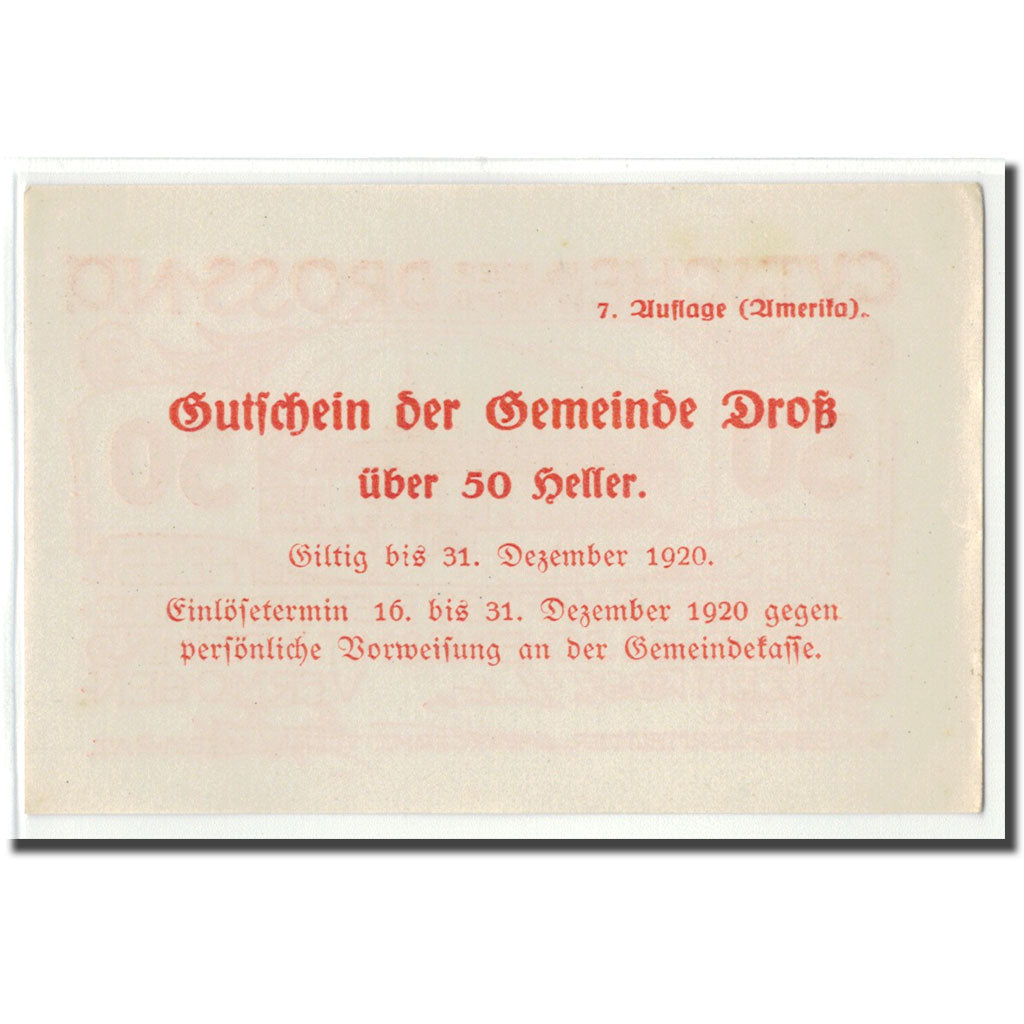 7. Auflage (Amerika).
Gutschein der Gemeinde Droß
über 50 Heller.
Giltig bis 31. Dezember 1920.
Einlösetermin 16. bis 31. Dezember 1920 gegen
persönliche Vorweisung an der Gemeindekasse.